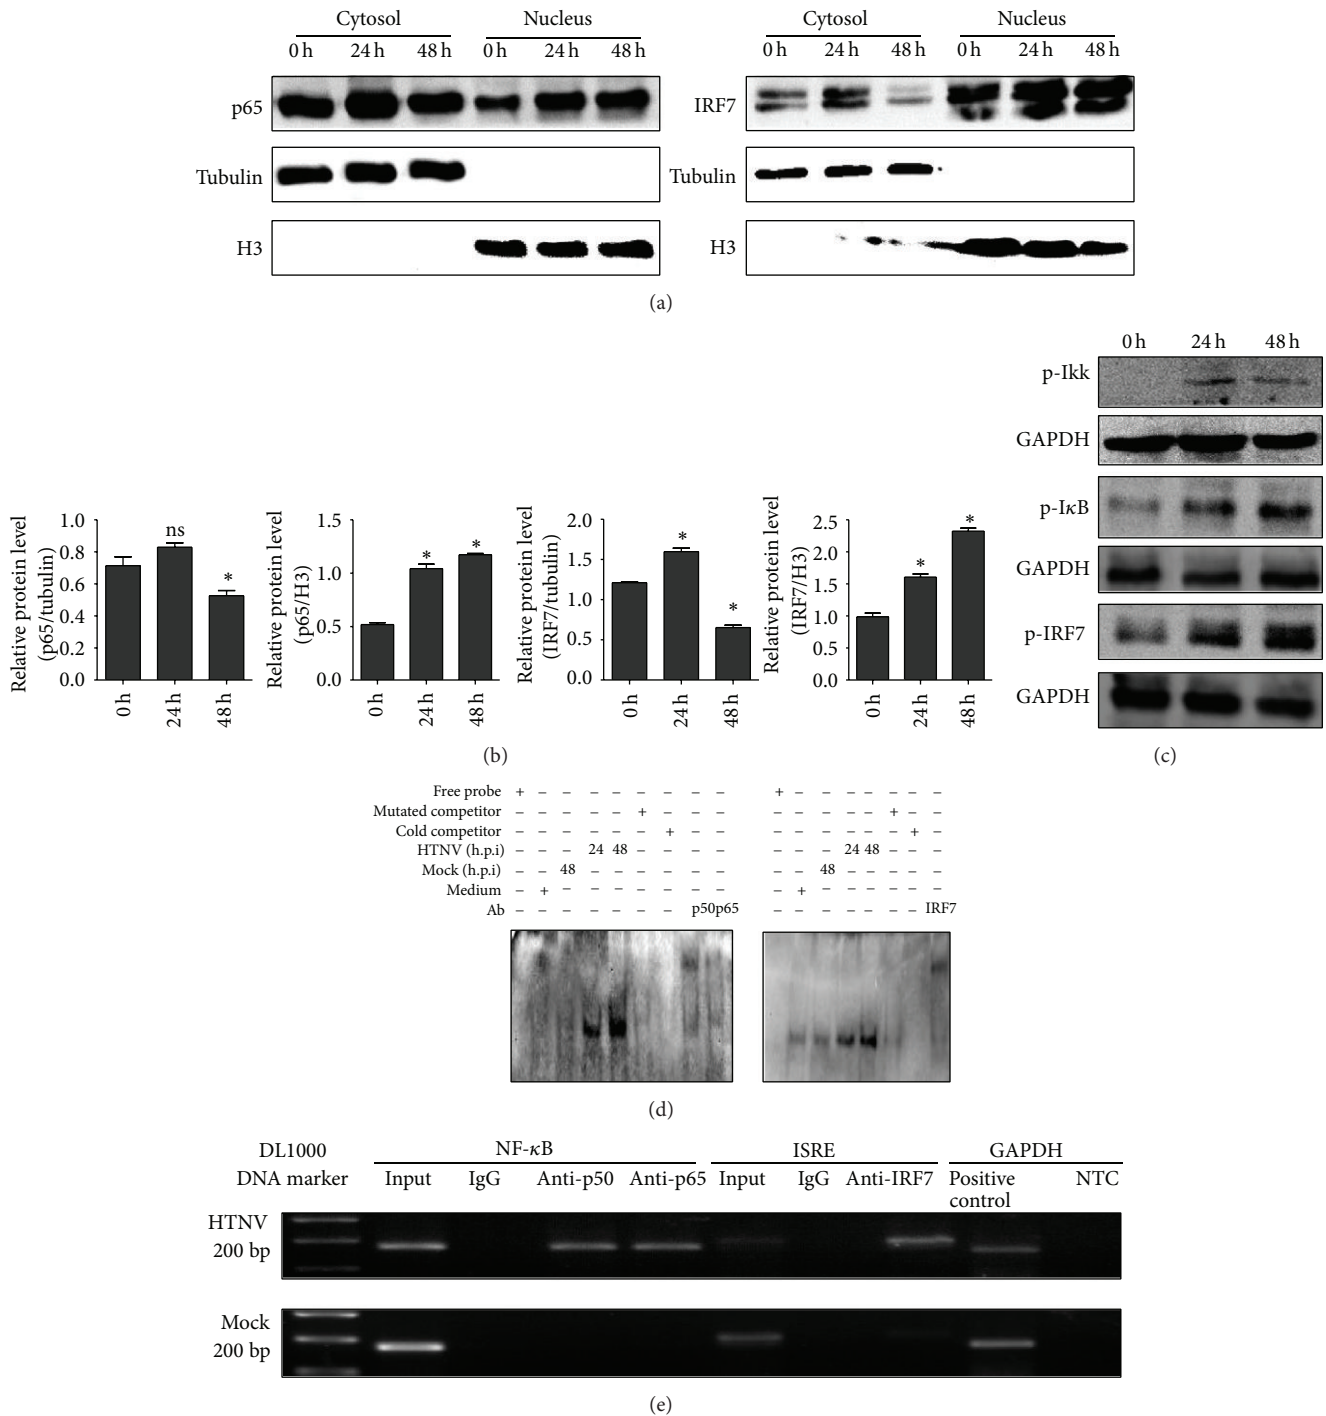 Cytosol Nucleus Cytosol Nucleus
0 h 24 h 48 h 0 h 24 h 48 h 0 h 24 h 48 h 0 h 24 h 48 h
p65 IRF7
Tubulin Tubulin
H3 H3
(a)
0 h 24 h 48 h
p-Ikk
GAPDH
p-IκB
GAPDH
p-IRF7
GAPDH
(c)
Relative protein level
(p65/tubulin)
1.0
0.8
0.6
0.4
0.2
0.0
ns
*
0 h 24 h 48 h
Relative protein level
(p65/H3)
1.5
1.0
0.5
0.0
* *
0 h 24 h 48 h
Relative protein level
(IRF7/tubulin)
2.0
1.5
1.0
0.5
0.0
* *
0 h 24 h 48 h
Relative protein level
(IRF7/H3)
2.5
2.0
1.5
1.0
0.5
0.0
* *
0 h 24 h 48 h
(b)
Free probe + − − − − − − − − + − − − − − − −
Mutated competitor − − − − − + − − − − − − − − + − −
Cold competitor − − − − − − + − − − − − − − − + −
HTNV (h.p.i) − − − 24 48 − − − − − − − 24 48 − − −
Mock (h.p.i) − − 48 − − − − − − − − 48 − − − − −
Medium − + − − − − − − − − + − − − − − −
Ab − − − − − − − p50p65 − − − − − − − IRF7
(d)
DL1000 NF-κB ISRE GAPDH
DNA marker Input IgG Anti-p50 Anti-p65 Input IgG Anti-IRF7 Positive control NTC
HTNV
200 bp
Mock
200 bp
(e)